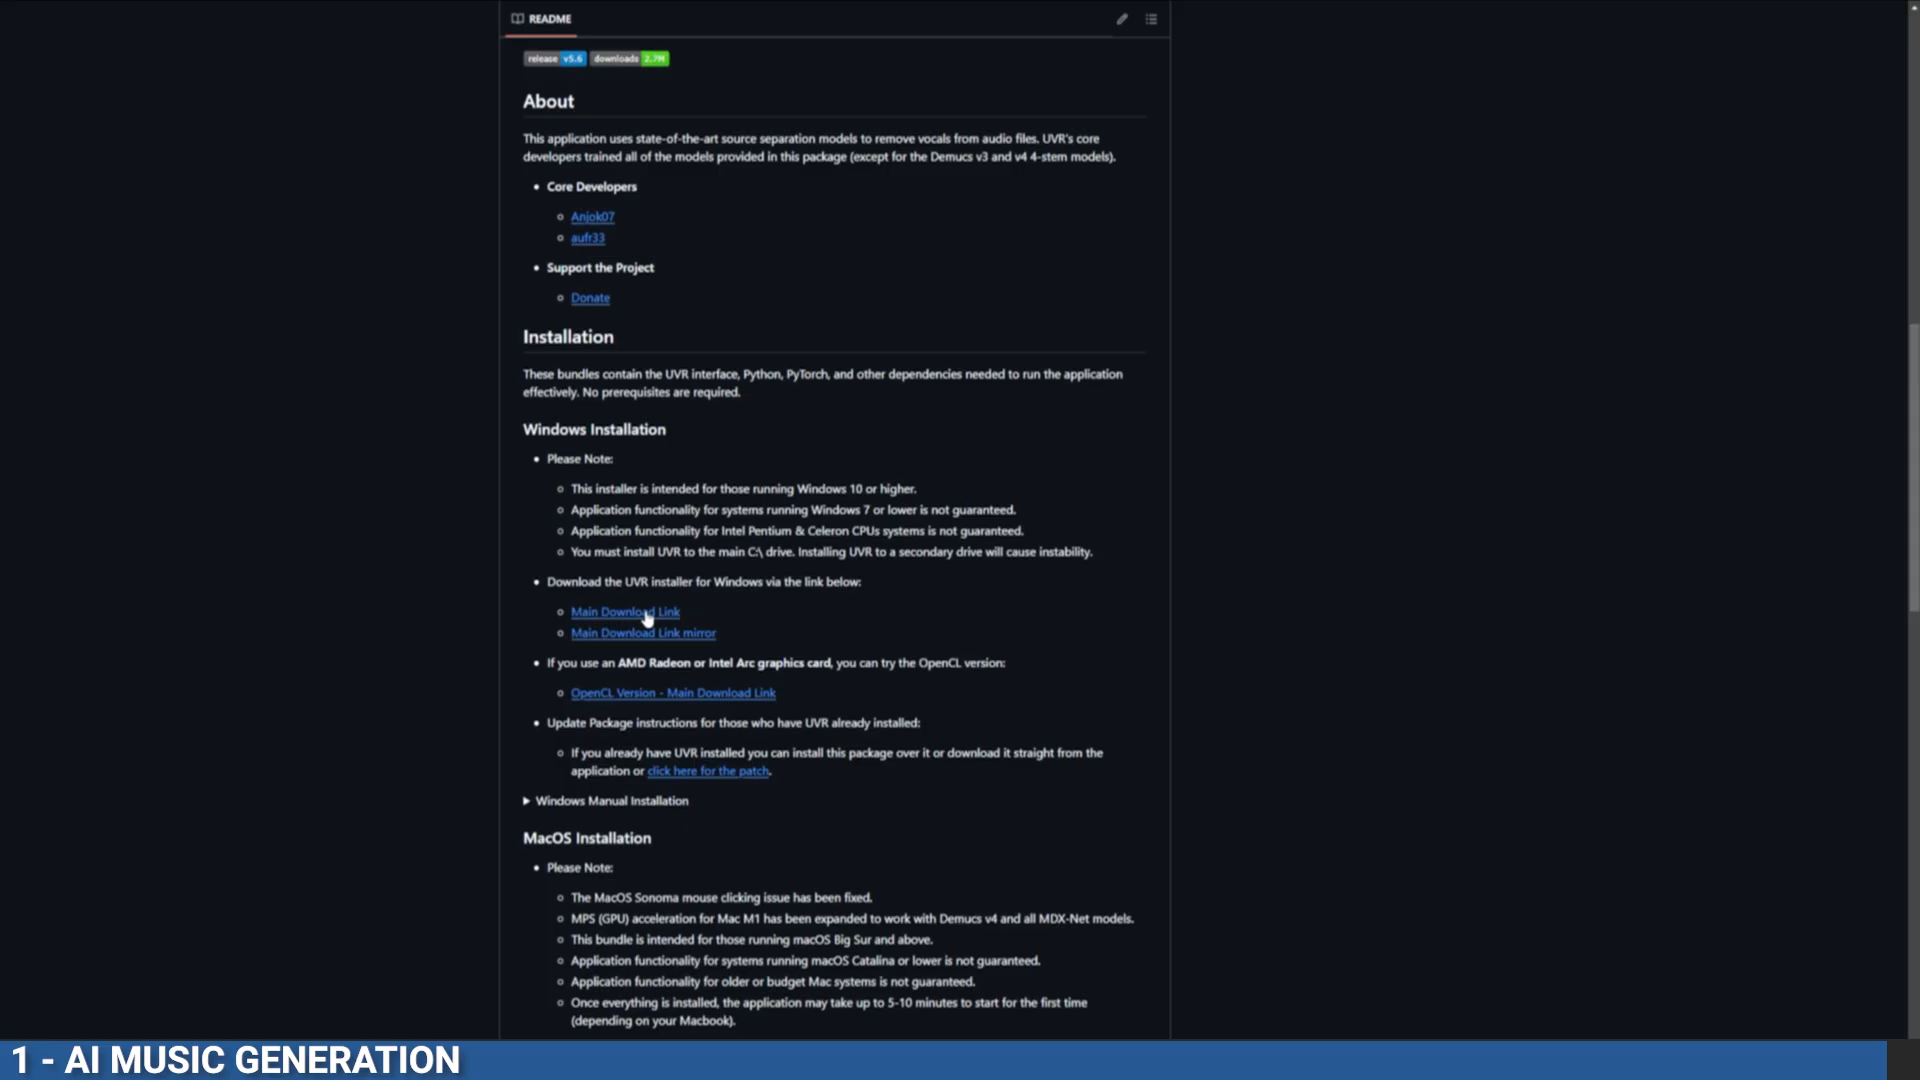 README
release v5.6 downloads 2.7M
About
This application uses state-of-the-art source separation models to remove vocals from audio files. UVR's core
developers trained all of the models provided in this package (except for the Demucs v3 and v4 4-stem models).
• Core Developers
Anjok07
aufr33
• Support the Project
Donate
Installation
These bundles contain the UVR interface, Python, PyTorch, and other dependencies needed to run the application
effectively. No prerequisites are required.
Windows Installation
• Please Note:
This installer is intended for those running Windows 10 or higher.
Application functionality for systems running Windows 7 or lower is not guaranteed.
Application functionality for Intel Pentium & Celeron CPUs systems is not guaranteed.
You must install UVR to the main C:\ drive. Installing UVR to a secondary drive will cause instability.
• Download the UVR installer for Windows via the link below:
Main Download Link
Main Download Link mirror
• If you use an AMD Radeon or Intel Arc graphics card, you can try the OpenCL version:
OpenCL Version - Main Download Link
• Update Package instructions for those who have UVR already installed:
If you already have UVR installed you can install this package over it or download it straight from the
application or click here for the patch.
Windows Manual Installation
MacOS Installation
• Please Note:
The MacOS Sonoma mouse clicking issue has been fixed.
MPS (GPU) acceleration for Mac M1 has been expanded to work with Demucs v4 and all MDX-Net models.
This bundle is intended for those running macOS Big Sur and above.
Application functionality for systems running macOS Catalina or lower is not guaranteed.
Application functionality for older or budget Mac systems is not guaranteed.
Once everything is installed, the application may take up to 5-10 minutes to start for the first time
(depending on your Macbook).
1 - AI MUSIC GENERATION